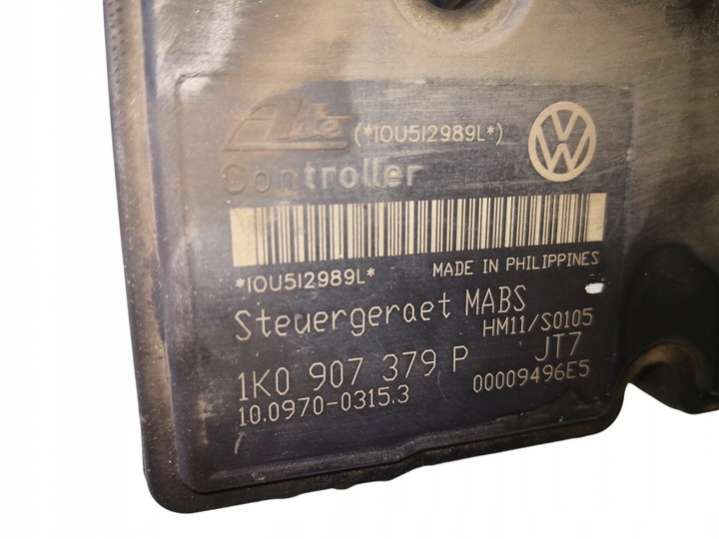 Ate (*10U512989L*)
Controller
*10U512989L* MADE IN PHILIPPINES
Steuergeraet MABS
HM11/S0105
1K0 907 379 P JT7
10.0970-0315.3 00009496E5